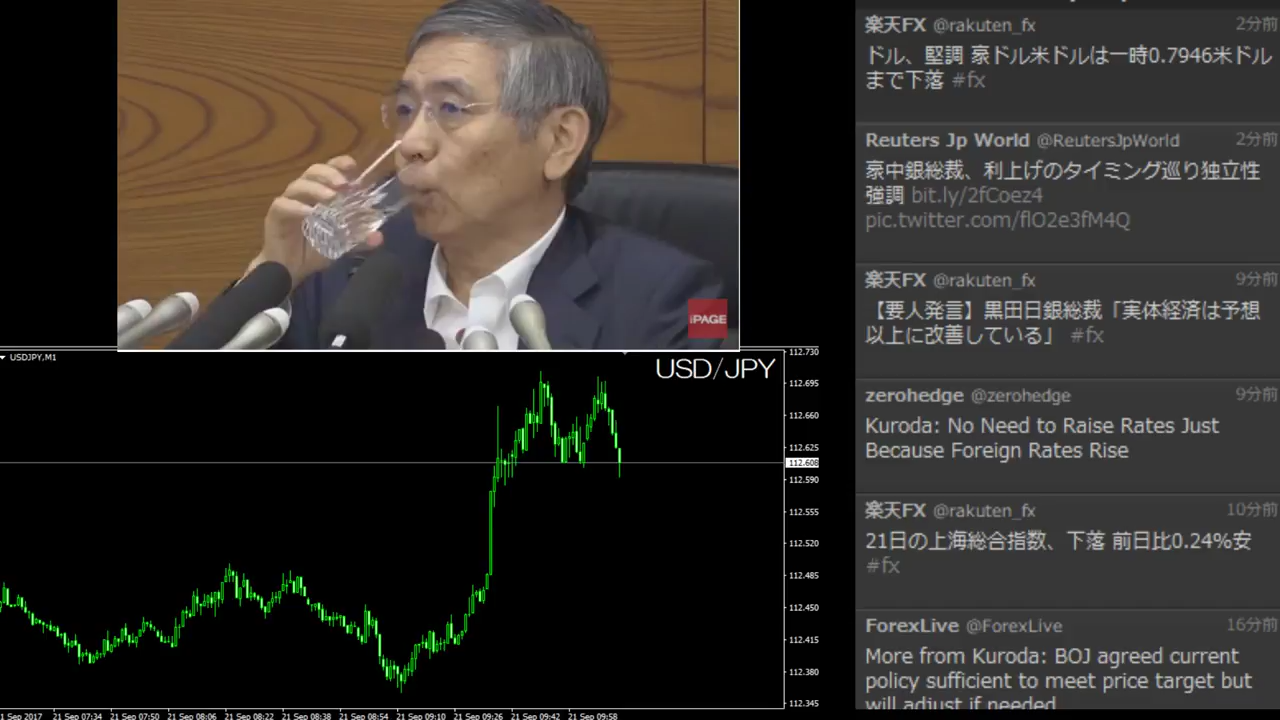 楽天FX @rakuten_fx 2分前
ドル、堅調 豪ドル米ドルは一時0.7946米ドル
まで下落 #fx
Reuters Jp World @ReutersJpWorld 2分前
豪中銀総裁、利上げのタイミング巡り独立性
強調 bit.ly/2fCoez4
pic.twitter.com/flO2e3fM4Q
楽天FX @rakuten_fx 9分前
【要人発言】黒田日銀総裁「実体経済は予想
以上に改善している」 #fx
zerohedge @zerohedge 9分前
Kuroda: No Need to Raise Rates Just
Because Foreign Rates Rise
楽天FX @rakuten_fx 10分前
21日の上海総合指数、下落 前日比0.24%安
#fx
ForexLive @ForexLive 16分前
More from Kuroda: BOJ agreed current
policy sufficient to meet price target but
will adjust if needed
iPAGE
USDJPY,M1
USD/JPY
112.730
112.695
112.660
112.625
112.608
112.590
112.555
112.520
112.485
112.450
112.415
112.380
112.345
1 Sep 2017 21 Sep 07:34 21 Sep 07:50 21 Sep 08:06 21 Sep 08:22 21 Sep 08:38 21 Sep 08:54 21 Sep 09:10 21 Sep 09:26 21 Sep 09:42 21 Sep 09:58